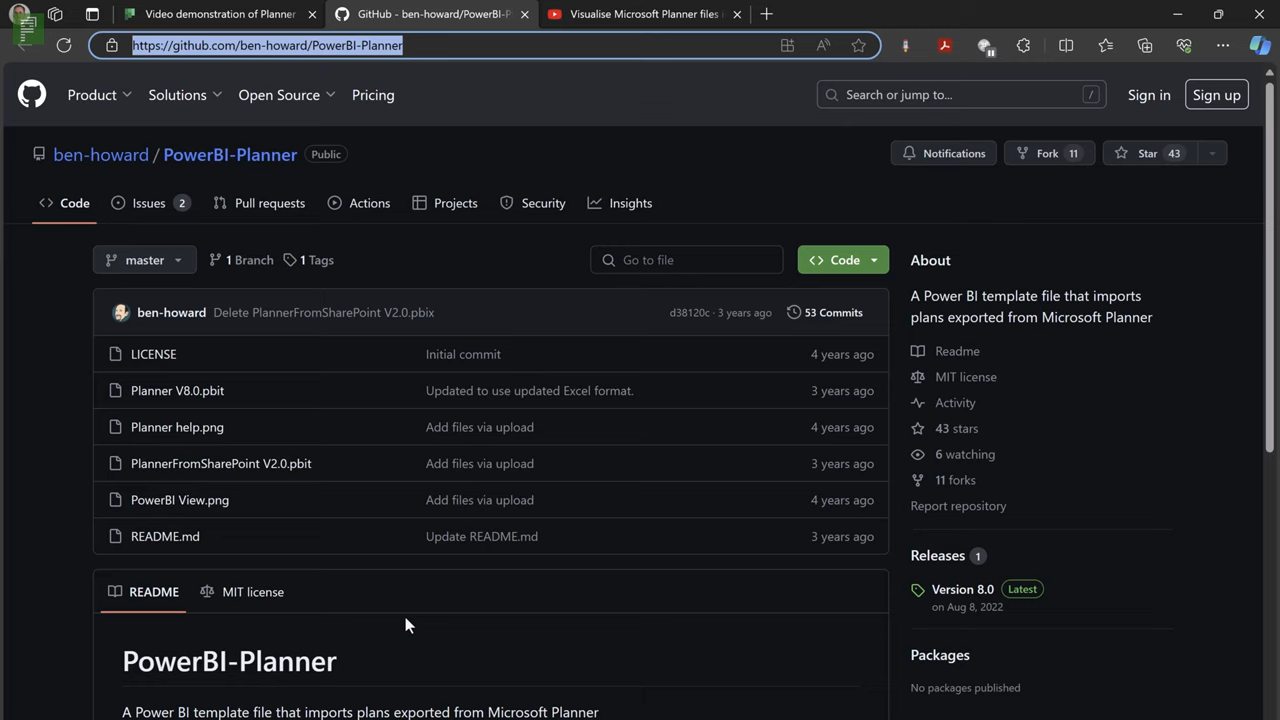 Video demonstration of Planner
GitHub - ben-howard/PowerBI-P
Visualise Microsoft Planner files
https://github.com/ben-howard/PowerBI-Planner
Product
Solutions
Open Source
Pricing
Search or jump to...
/
Sign in
Sign up
ben-howard / PowerBI-Planner
Public
Notifications
Fork 11
Star 43
Code
Issues 2
Pull requests
Actions
Projects
Security
Insights
master
1 Branch
1 Tags
Go to file
Code
ben-howard Delete PlannerFromSharePoint V2.0.pbix d38120c · 3 years ago 53 Commits
LICENSE Initial commit 4 years ago
Planner V8.0.pbit Updated to use updated Excel format. 3 years ago
Planner help.png Add files via upload 4 years ago
PlannerFromSharePoint V2.0.pbit Add files via upload 3 years ago
PowerBI View.png Add files via upload 4 years ago
README.md Update README.md 3 years ago
README
MIT license
PowerBI-Planner
A Power BI template file that imports plans exported from Microsoft Planner
About
A Power BI template file that imports
plans exported from Microsoft Planner
Readme
MIT license
Activity
43 stars
6 watching
11 forks
Report repository
Releases 1
Version 8.0 Latest
on Aug 8, 2022
Packages
No packages published